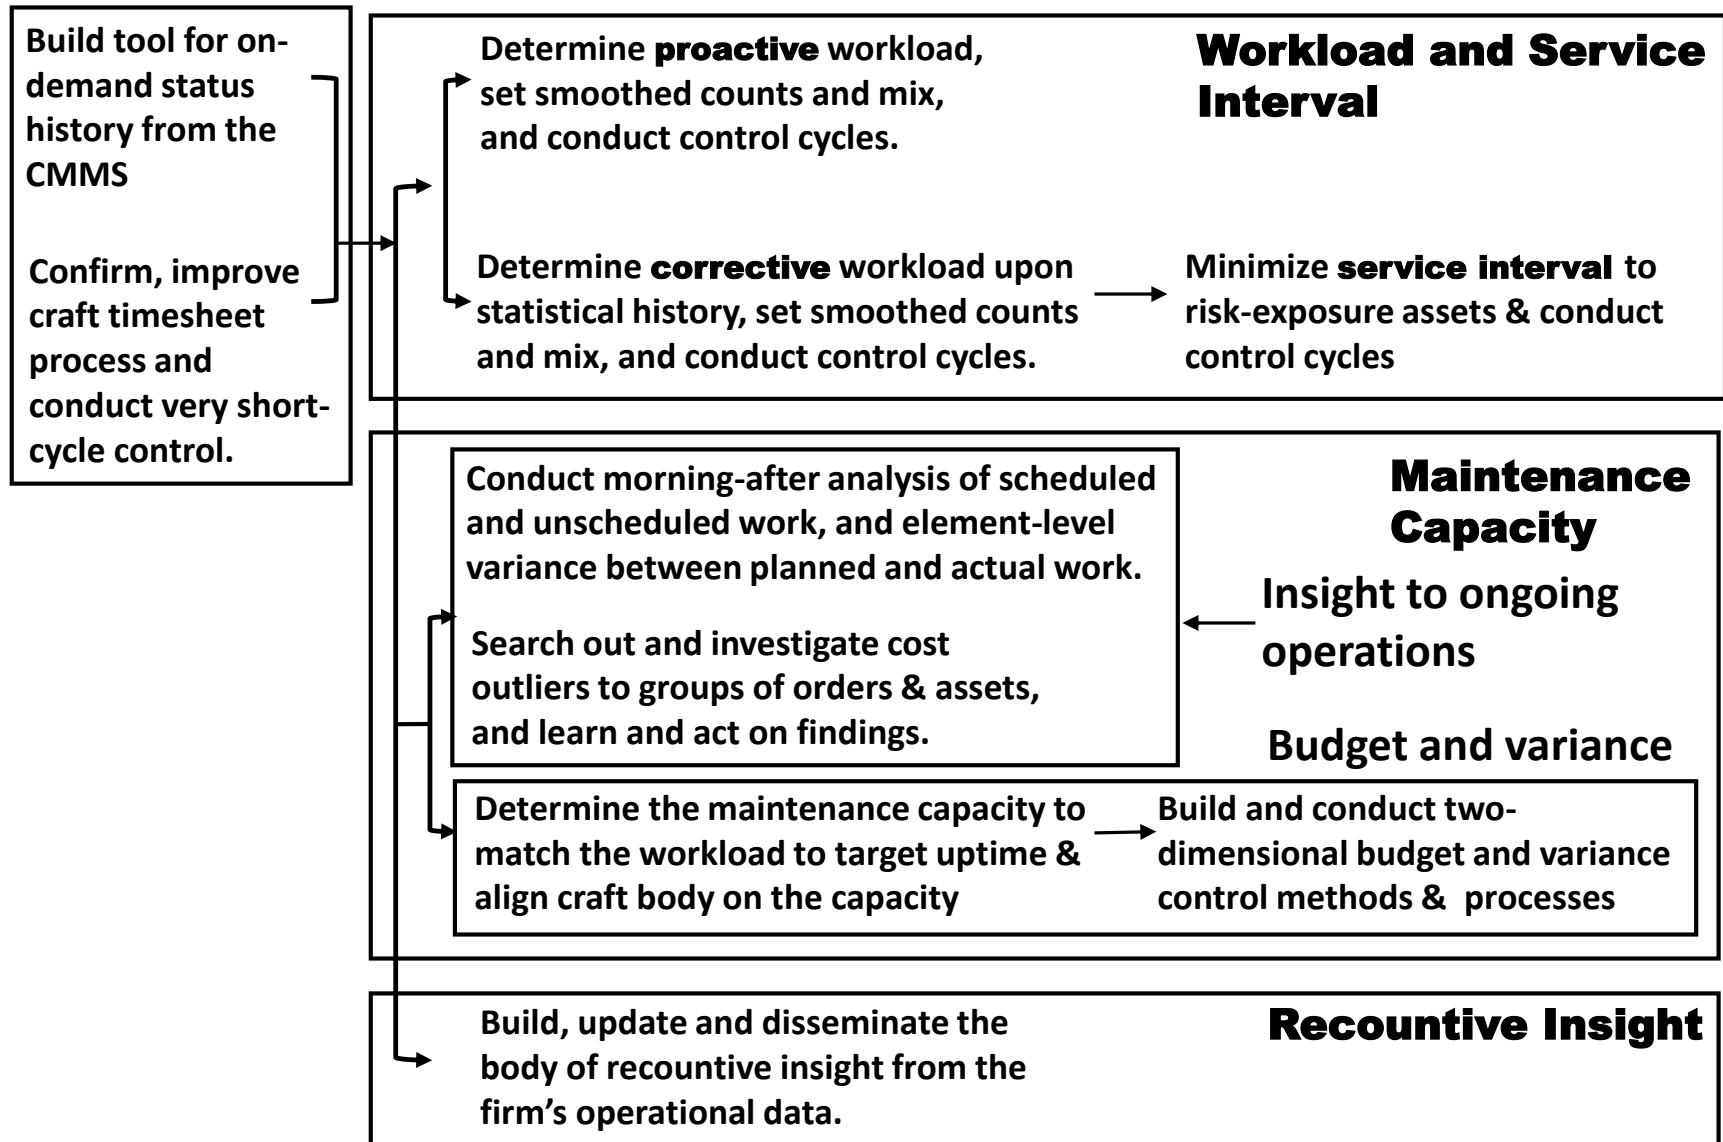 Build tool for on-
demand status
history from the
CMMS
Confirm, improve
craft timesheet
process and
conduct very short-
cycle control.
Workload and Service
Interval
Determine proactive workload,
set smoothed counts and mix,
and conduct control cycles.
Determine corrective workload upon
statistical history, set smoothed counts
and mix, and conduct control cycles.
Minimize service interval to
risk-exposure assets & conduct
control cycles
Maintenance
Capacity
Conduct morning-after analysis of scheduled
and unscheduled work, and element-level
variance between planned and actual work.
Search out and investigate cost
outliers to groups of orders & assets,
and learn and act on findings.
Insight to ongoing
operations
Budget and variance
Determine the maintenance capacity to
match the workload to target uptime &
align craft body on the capacity
Build and conduct two-
dimensional budget and variance
control methods &  processes
Recountive Insight
Build, update and disseminate the
body of recountive insight from the
firm’s operational data.